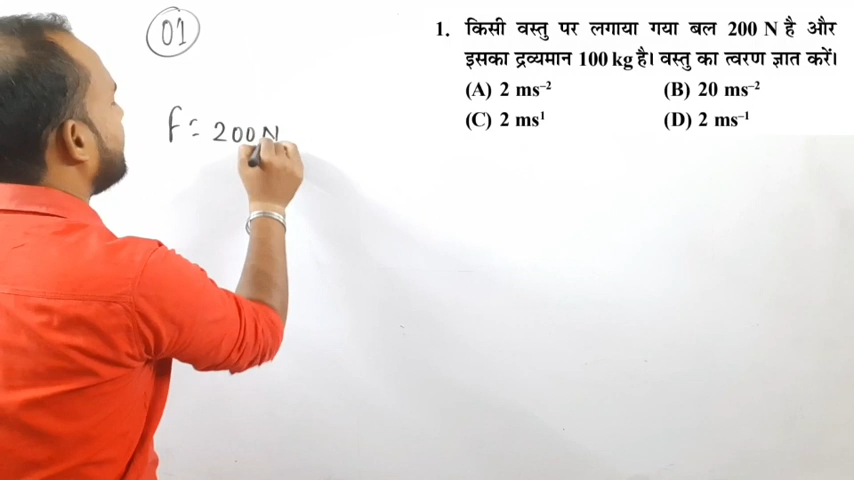 01
F = 200N
1. किसी वस्तु पर लगाया गया बल 200 N है और
इसका द्रव्यमान 100 kg है। वस्तु का त्वरण ज्ञात करें।
(A) 2 ms⁻² (B) 20 ms⁻²
(C) 2 ms¹ (D) 2 ms⁻¹